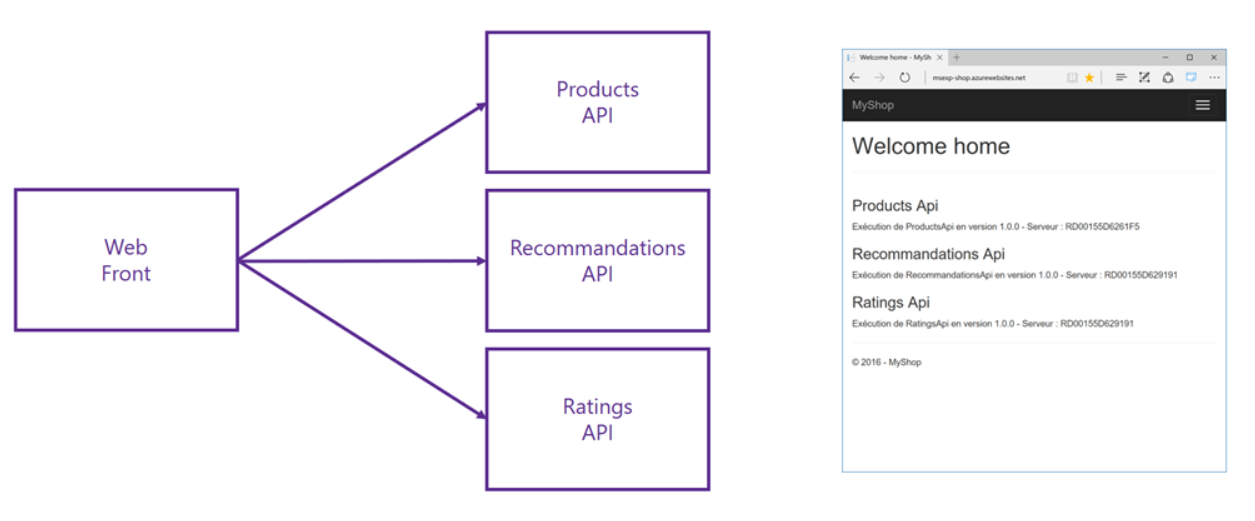 Products
API
Web
Front
Recommandations
API
Ratings
API
Welcome home - MySh
msexp-shop.azurewebsites.net
MyShop
Welcome home
Products Api
Exécution de ProductsApi en version 1.0.0 - Serveur : RD00155D6261F5
Recommandations Api
Exécution de RecommandationsApi en version 1.0.0 - Serveur : RD00155D629191
Ratings Api
Exécution de RatingsApi en version 1.0.0 - Serveur : RD00155D629191
© 2016 - MyShop